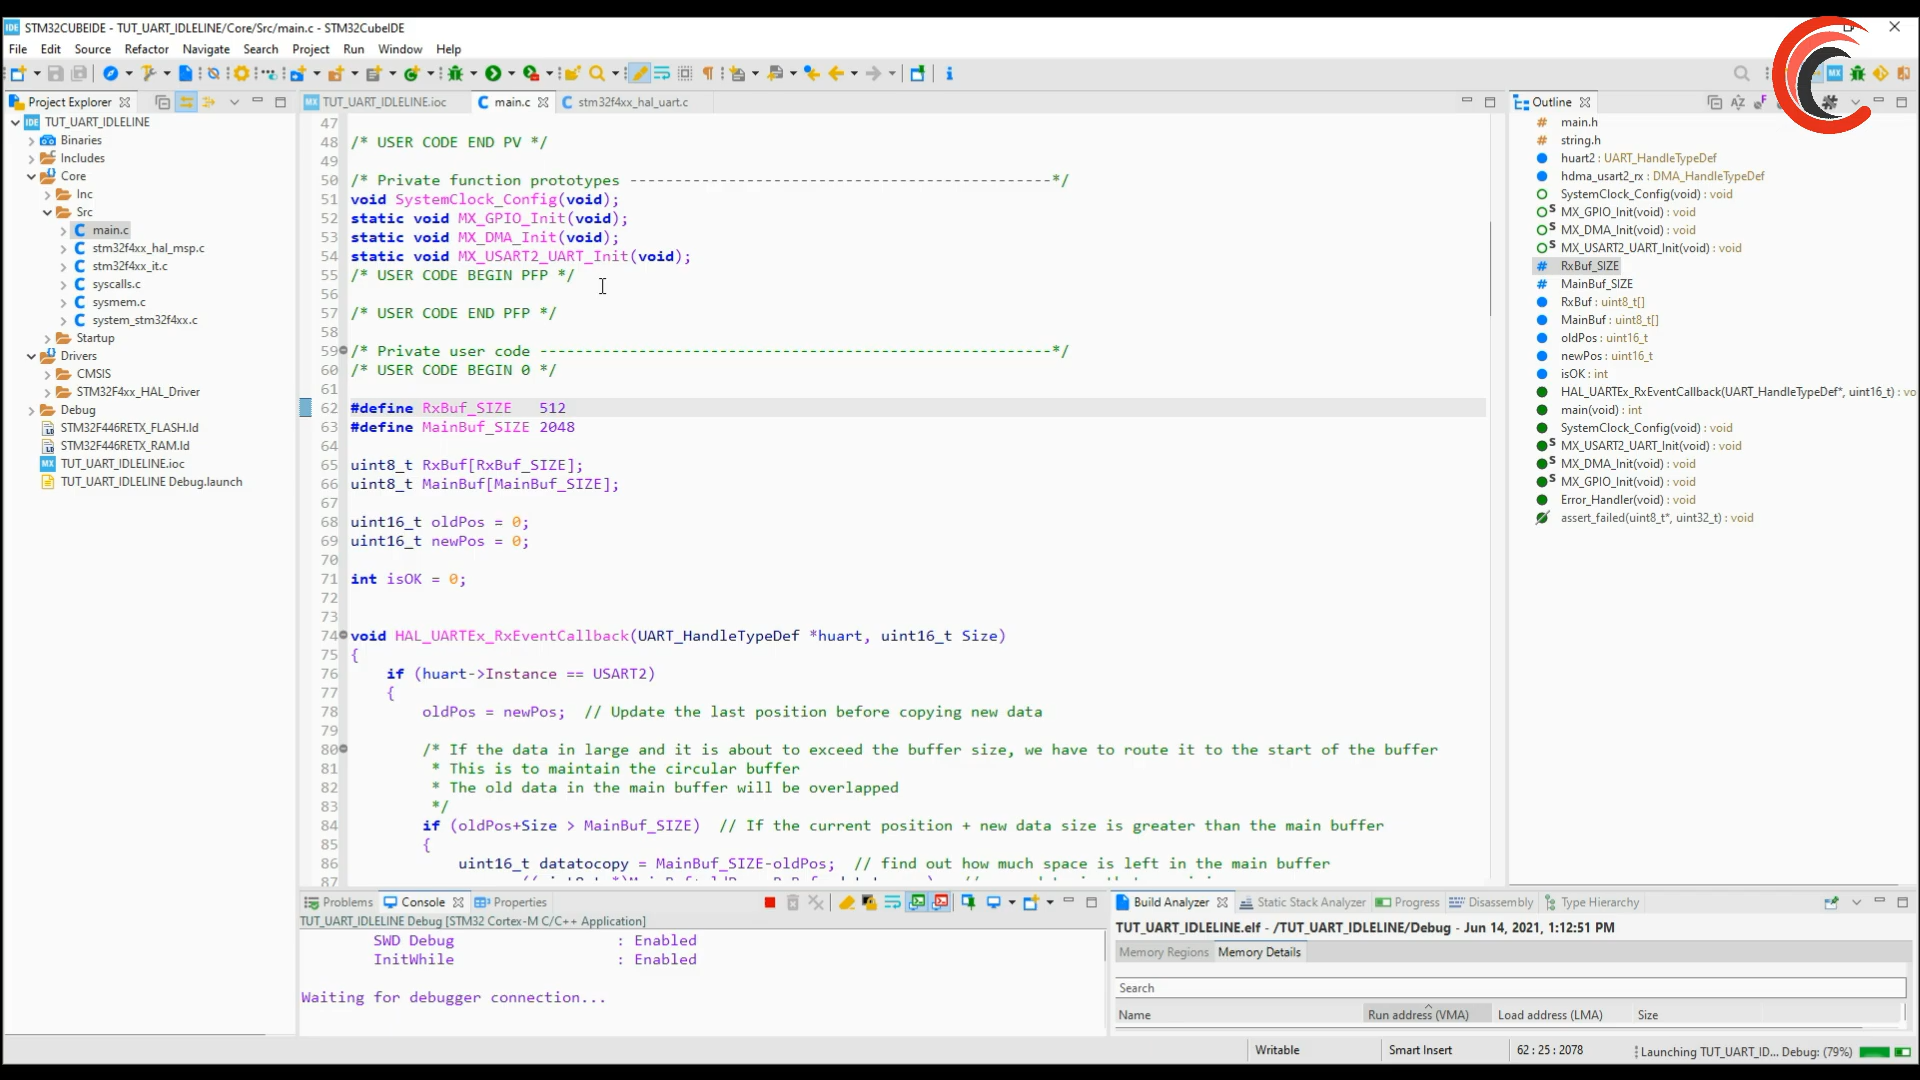 STM32CUBEIDE - TUT_UART_IDLELINE/Core/Src/main.c - STM32CubeIDE
File Edit Source Refactor Navigate Search Project Run Window Help
Project Explorer
TUT_UART_IDLELINE
Binaries
Includes
Core
Inc
Src
main.c
stm32f4xx_hal_msp.c
stm32f4xx_it.c
syscalls.c
sysmem.c
system_stm32f4xx.c
Startup
Drivers
CMSIS
STM32F4xx_HAL_Driver
Debug
STM32F446RETX_FLASH.ld
STM32F446RETX_RAM.ld
TUT_UART_IDLELINE.ioc
TUT_UART_IDLELINE Debug.launch
TUT_UART_IDLELINE.ioc main.c stm32f4xx_hal_uart.c
47
48 /* USER CODE END PV */
49
50 /* Private function prototypes -----------------------------------------------*/
51 void SystemClock_Config(void);
52 static void MX_GPIO_Init(void);
53 static void MX_DMA_Init(void);
54 static void MX_USART2_UART_Init(void);
55 /* USER CODE BEGIN PFP */
56
57 /* USER CODE END PFP */
58
59 /* Private user code ---------------------------------------------------------*/
60 /* USER CODE BEGIN 0 */
61
62 #define RxBuf_SIZE   512
63 #define MainBuf_SIZE 2048
64
65 uint8_t RxBuf[RxBuf_SIZE];
66 uint8_t MainBuf[MainBuf_SIZE];
67
68 uint16_t oldPos = 0;
69 uint16_t newPos = 0;
70
71 int isOK = 0;
72
73
74 void HAL_UARTEx_RxEventCallback(UART_HandleTypeDef *huart, uint16_t Size)
75 {
76 if (huart->Instance == USART2)
77 {
78 oldPos = newPos;  // Update the last position before copying new data
79
80 /* If the data in large and it is about to exceed the buffer size, we have to route it to the start of the buffer
81 * This is to maintain the circular buffer
82 * The old data in the main buffer will be overlapped
83 */
84 if (oldPos+Size > MainBuf_SIZE)  // If the current position + new data size is greater than the main buffer
85 {
86 uint16_t datatocopy = MainBuf_SIZE-oldPos;  // find out how much space is left in the main buffer
87
Outline
main.h
string.h
huart2 : UART_HandleTypeDef
hdma_usart2_rx : DMA_HandleTypeDef
SystemClock_Config(void) : void
MX_GPIO_Init(void) : void
MX_DMA_Init(void) : void
MX_USART2_UART_Init(void) : void
RxBuf_SIZE
MainBuf_SIZE
RxBuf : uint8_t[]
MainBuf : uint8_t[]
oldPos : uint16_t
newPos : uint16_t
isOK : int
HAL_UARTEx_RxEventCallback(UART_HandleTypeDef*, uint16_t) : vo
main(void) : int
SystemClock_Config(void) : void
MX_USART2_UART_Init(void) : void
MX_DMA_Init(void) : void
MX_GPIO_Init(void) : void
Error_Handler(void) : void
assert_failed(uint8_t*, uint32_t) : void
Problems Console Properties
TUT_UART_IDLELINE Debug [STM32 Cortex-M C/C++ Application]
SWD Debug : Enabled
InitWhile : Enabled
Waiting for debugger connection...
Build Analyzer Static Stack Analyzer Progress Disassembly Type Hierarchy
TUT_UART_IDLELINE.elf - /TUT_UART_IDLELINE/Debug - Jun 14, 2021, 1:12:51 PM
Memory Regions Memory Details
Search
Name Run address (VMA) Load address (LMA) Size
Writable Smart Insert 62 : 25 : 2078 Launching TUT_UART_ID... Debug: (79%)